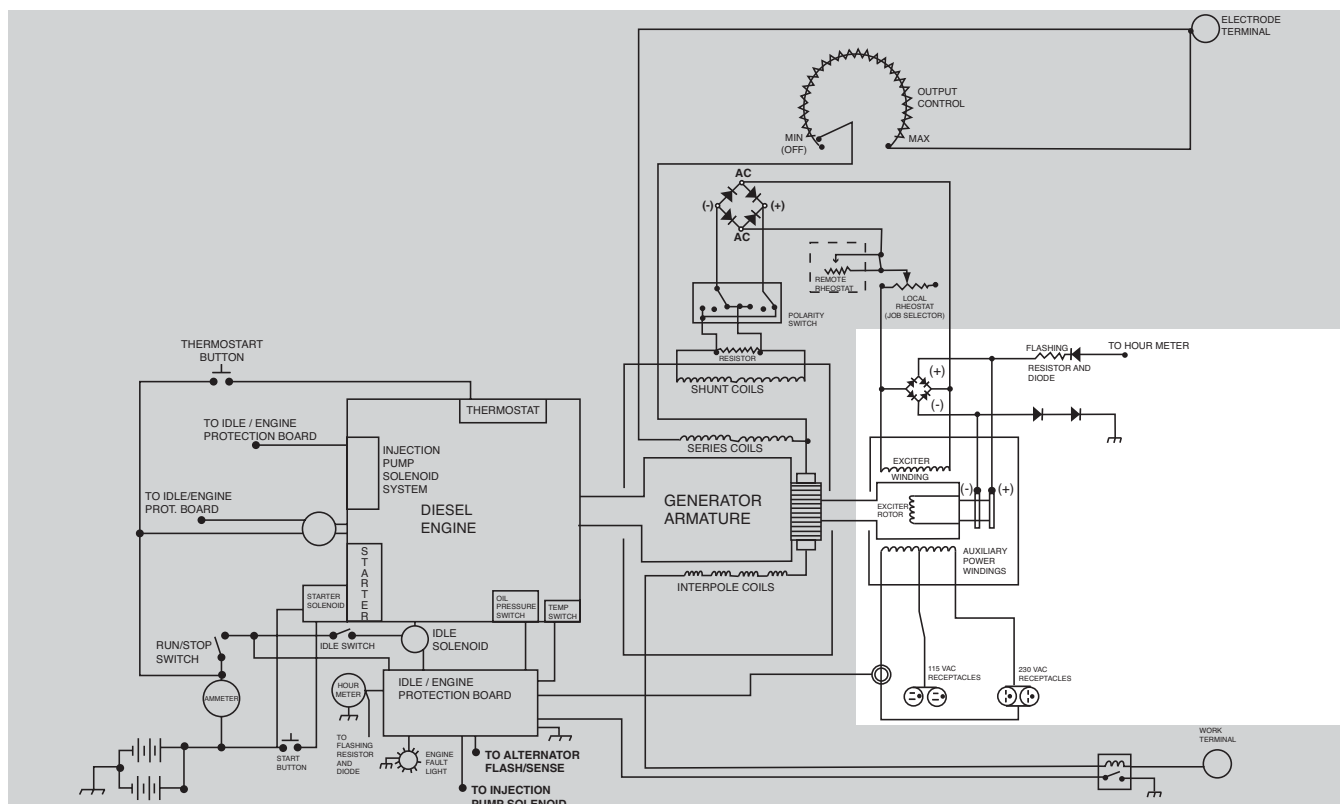 ELECTRODE
TERMINAL
OUTPUT
CONTROL
MIN
(OFF)
MAX
AC
(-)
(+)
AC
REMOTE
RHEOSTAT
LOCAL
RHEOSTAT
(JOB SELECTOR)
POLARITY
SWITCH
RESISTOR
SHUNT COILS
THERMOSTART
BUTTON
FLASHING
RESISTOR AND
DIODE
TO HOUR METER
(+)
(-)
THERMOSTAT
TO IDLE / ENGINE
PROTECTION BOARD
INJECTION
PUMP
SOLENOID
SYSTEM
SERIES COILS
EXCITER
WINDING
TO IDLE/ENGINE
PROT. BOARD
DIESEL
ENGINE
GENERATOR
ARMATURE
EXCITER
ROTOR
(-)
(+)
STARTER
AUXILIARY
POWER
WINDINGS
INTERPOLE COILS
STARTER
SOLENOID
OIL
PRESSURE
SWITCH
TEMP
SWITCH
RUN/STOP
SWITCH
IDLE SWITCH
IDLE
SOLENOID
115 VAC
RECEPTACLES
230 VAC
RECEPTACLES
AMMETER
HOUR
METER
IDLE / ENGINE
PROTECTION BOARD
START
BUTTON
TO
FLASHING
RESISTOR
AND
DIODE
ENGINE
FAULT
LIGHT
TO ALTERNATOR
FLASH/SENSE
TO INJECTION
PUMP SOLENOID
WORK
TERMINAL